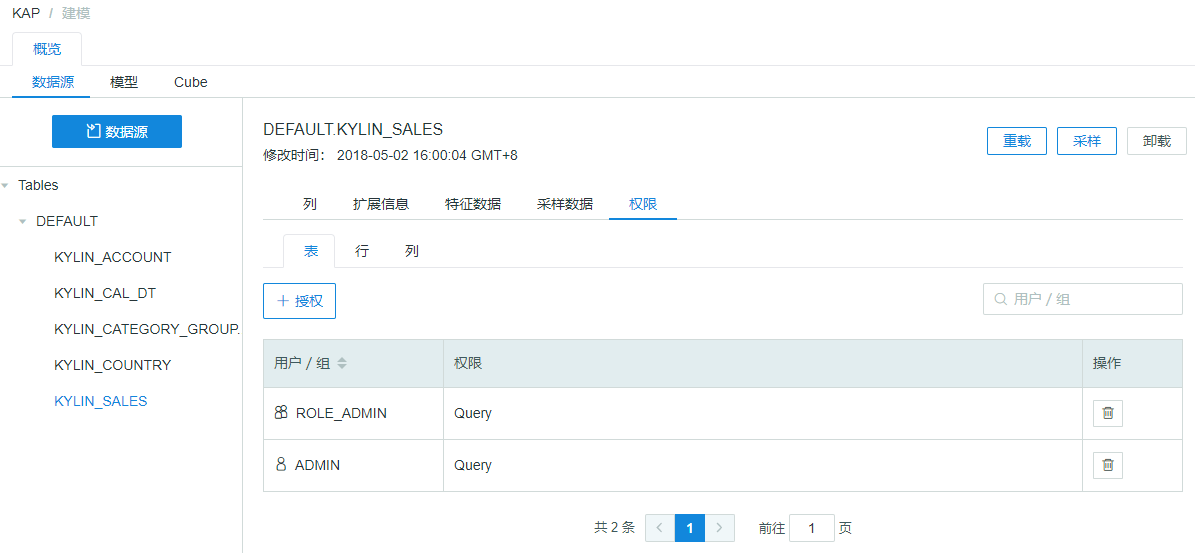 KAP / 建模
概览
数据源 模型 Cube
数据源
Tables
DEFAULT
KYLIN_ACCOUNT
KYLIN_CAL_DT
KYLIN_CATEGORY_GROUP.
KYLIN_COUNTRY
KYLIN_SALES
DEFAULT.KYLIN_SALES
修改时间： 2018-05-02 16:00:04 GMT+8
重载 采样 卸载
列 扩展信息 特征数据 采样数据 权限
表 行 列
+ 授权
用户 / 组
用户 / 组 权限 操作
ROLE_ADMIN Query
ADMIN Query
共 2 条 < 1 > 前往 1 页